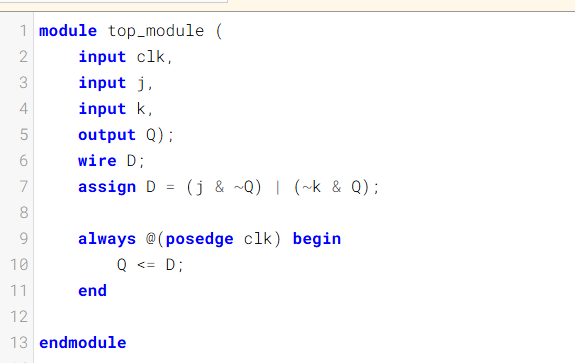 1 module top_module (
2 input clk,
3 input j,
4 input k,
5 output Q);
6 wire D;
7 assign D = (j & ~Q) | (~k & Q);
8
9 always @(posedge clk) begin
10 Q <= D;
11 end
12
13 endmodule